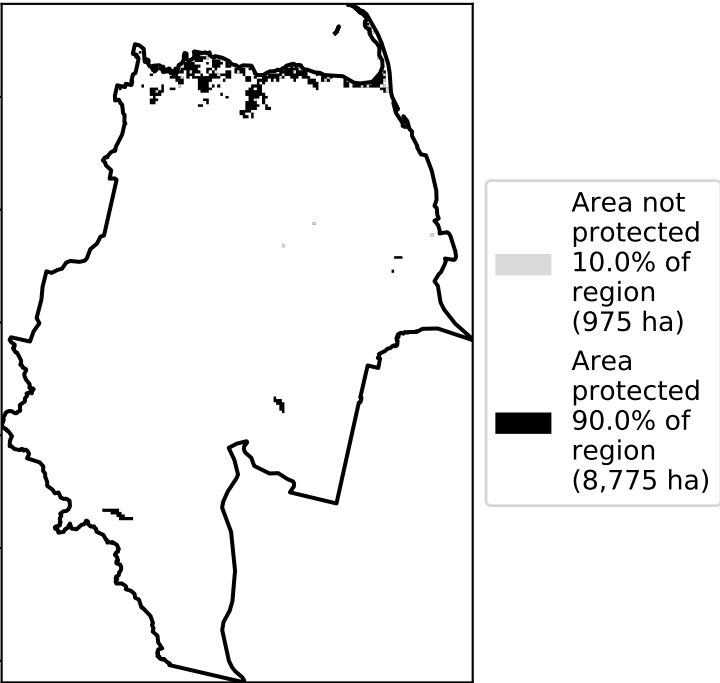 Area not
protected
10.0% of
region
(975 ha)
Area
protected
90.0% of
region
(8,775 ha)